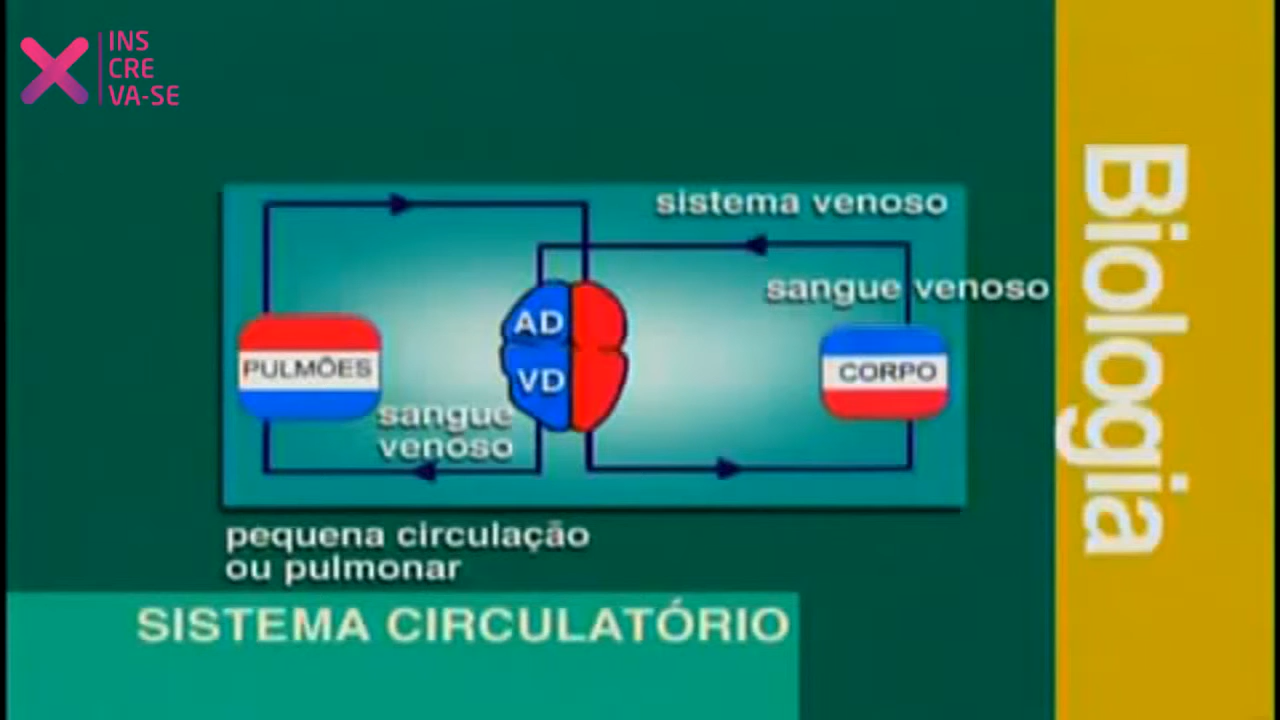 INS
CRE
VA-SE
sistema venoso
sangue venoso
AD
PULMÕES
CORPO
VD
sangue
venoso
pequena circulação
ou pulmonar
SISTEMA CIRCULATÓRIO
Biologia